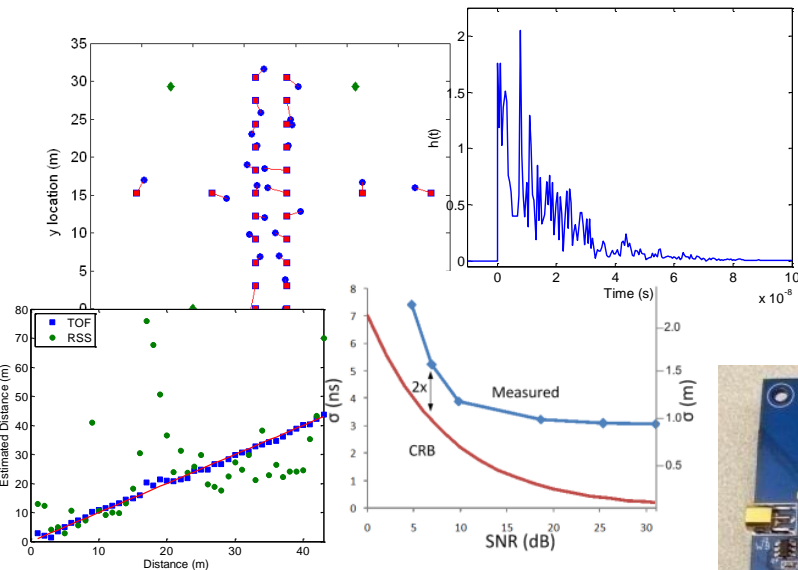 35
30
25
20
15
10
5
0
y location (m)
2
1.5
1
0.5
0
h(t)
0 2 4 6 8 10
Time (s)
x 10⁻⁸
80
70
60
50
40
30
20
10
0
Estimated Distance (m)
TOF
RSS
0 10 20 30 40
Distance (m)
8
7
6
5
4
3
2
1
0
σ (ns)
2x
Measured
CRB
2.0
1.5
1.0
0.5
σ (m)
0 5 10 15 20 25 30
SNR (dB)